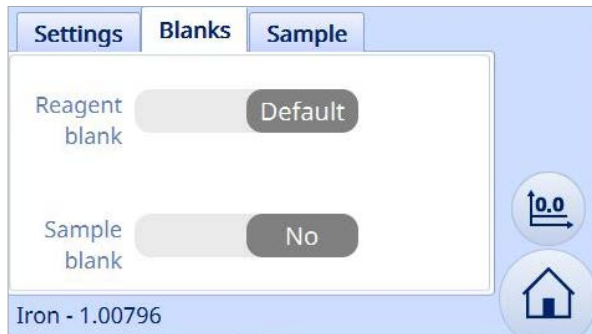 Settings Blanks Sample
Reagent
blank
Default
Sample
blank
No
0.0
Iron - 1.00796